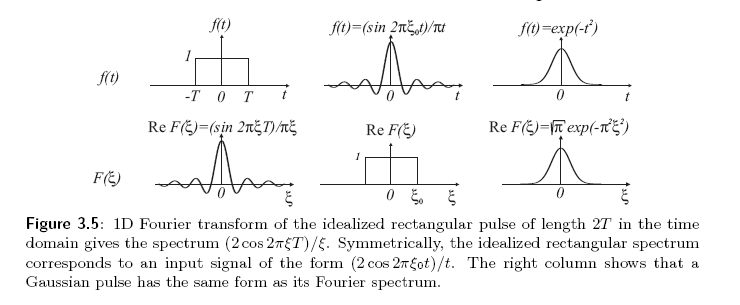 f(t) f(t)=(sin 2πξ₀t)/πt f(t)=exp(-t²)
f(t) 1
-T 0 T t 0 t 0 t
Re F(ξ)=(sin 2πξT)/πξ Re F(ξ) Re F(ξ)=√π exp(-π²ξ²)
F(ξ) 1
0 ξ 0 ξ₀ ξ 0 ξ
Figure 3.5: 1D Fourier transform of the idealized rectangular pulse of length 2T in the time
domain gives the spectrum (2 cos 2πξT)/ξ. Symmetrically, the idealized rectangular spectrum
corresponds to an input signal of the form (2 cos 2πξ₀t)/t. The right column shows that a
Gaussian pulse has the same form as its Fourier spectrum.